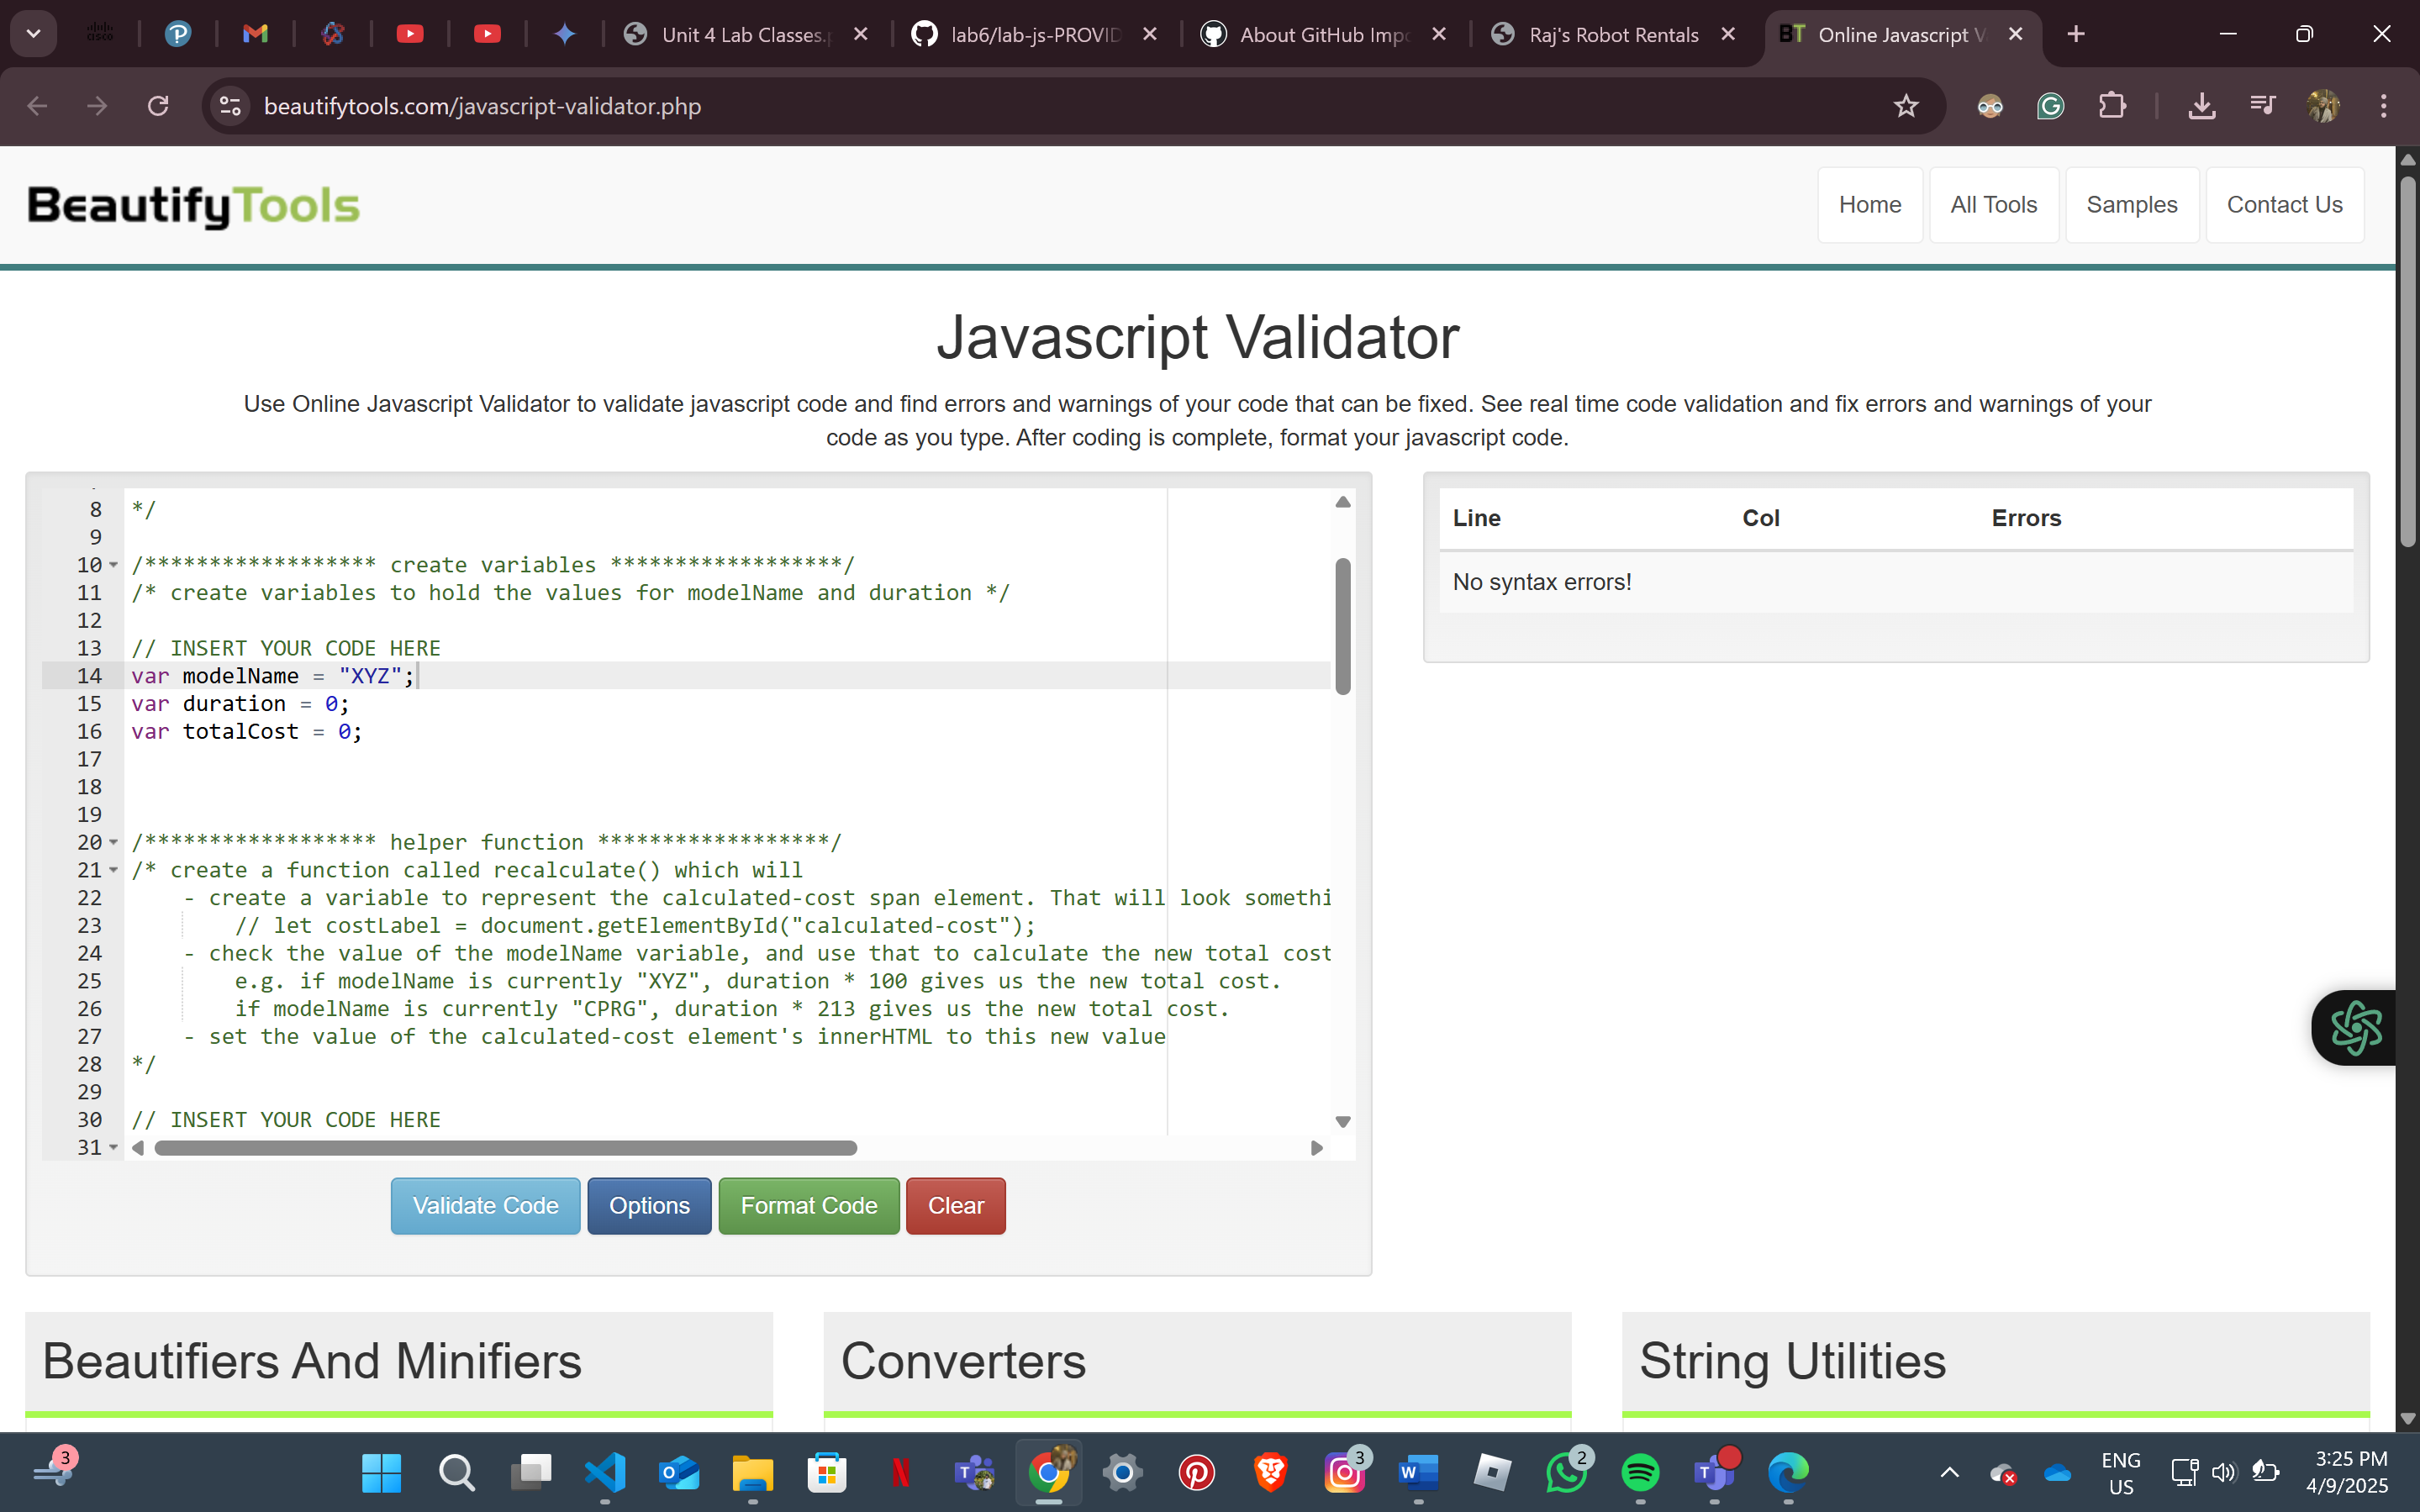 cisco
Unit 4 Lab Classes.p
lab6/lab-js-PROVID
About GitHub Impo
Raj's Robot Rentals
BT Online Javascript V
beautifytools.com/javascript-validator.php
BeautifyTools
Home
All Tools
Samples
Contact Us
Javascript Validator
Use Online Javascript Validator to validate javascript code and find errors and warnings of your code that can be fixed. See real time code validation and fix errors and warnings of your
code as you type. After coding is complete, format your javascript code.
8 */
9
10 /****************** create variables ******************/
11 /* create variables to hold the values for modelName and duration */
12
13 // INSERT YOUR CODE HERE
14 var modelName = "XYZ";
15 var duration = 0;
16 var totalCost = 0;
17
18
19
20 /****************** helper function ******************/
21 /* create a function called recalculate() which will
22 - create a variable to represent the calculated-cost span element. That will look somethi
23 // let costLabel = document.getElementById("calculated-cost");
24 - check the value of the modelName variable, and use that to calculate the new total cost
25 e.g. if modelName is currently "XYZ", duration * 100 gives us the new total cost.
26 if modelName is currently "CPRG", duration * 213 gives us the new total cost.
27 - set the value of the calculated-cost element's innerHTML to this new value
28 */
29
30 // INSERT YOUR CODE HERE
31
Line Col Errors
No syntax errors!
Validate Code
Options
Format Code
Clear
Beautifiers And Minifiers
Converters
String Utilities
3
3
2
ENG
US
3:25 PM
4/9/2025